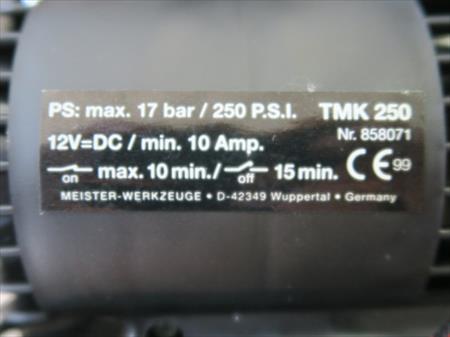 PS: max. 17 bar / 250 P.S.I. TMK 250
Nr. 858071
12V=DC / min. 10 Amp.
on max. 10 min./ off 15 min. CE 99
MEISTER-WERKZEUGE • D-42349 Wuppertal • Germany